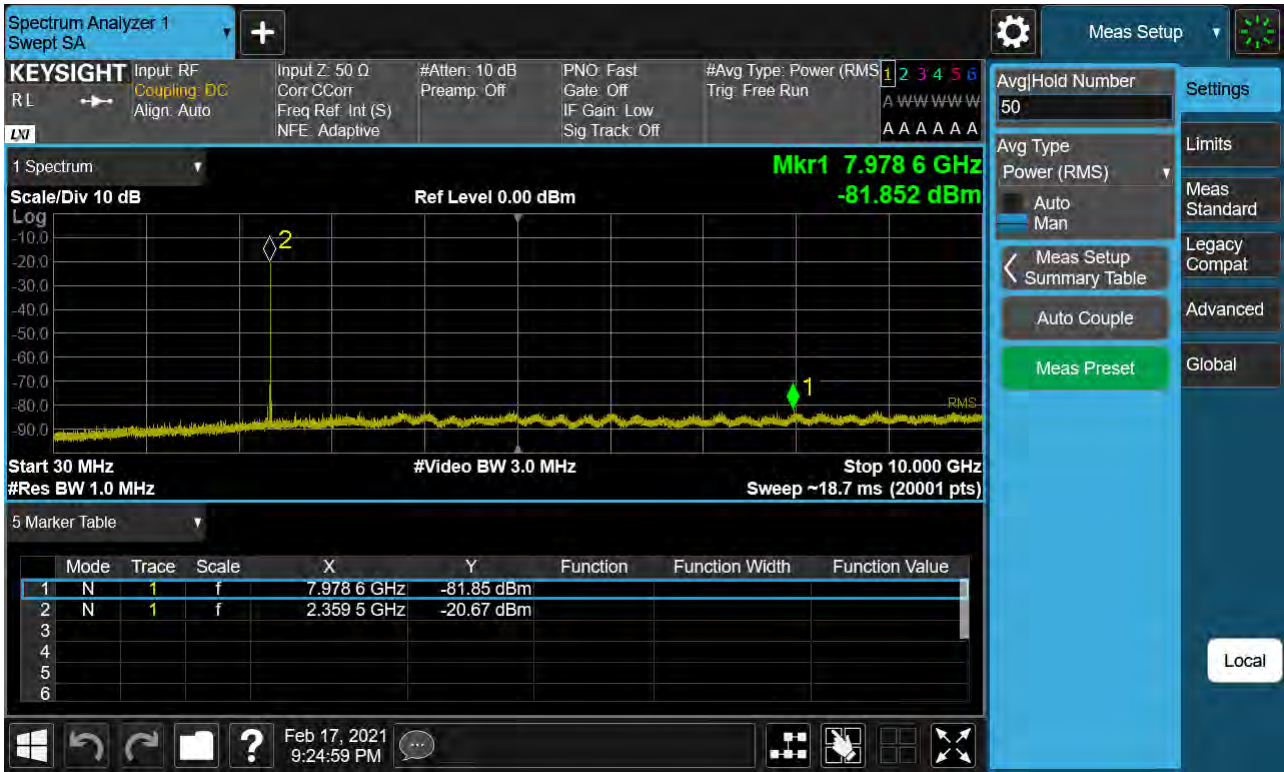 Spectrum Analyzer 1
Swept SA
Meas Setup
KEYSIGHT
RL
LXI
Input: RF
Coupling: DC
Align: Auto
Input Z: 50 Ω
Corr CCorr
Freq Ref: Int (S)
NFE: Adaptive
#Atten: 10 dB
Preamp: Off
PNO: Fast
Gate: Off
IF Gain: Low
Sig Track: Off
#Avg Type: Power (RMS
Trig: Free Run
1 2 3 4 5 6
A W W W W W
A A A A A A
1 Spectrum
Mkr1 7.978 6 GHz
Scale/Div 10 dB
Ref Level 0.00 dBm
-81.852 dBm
Log
-10.0
-20.0
-30.0
-40.0
-50.0
-60.0
-70.0
-80.0
-90.0
2
1
RMS
Start 30 MHz
#Video BW 3.0 MHz
Stop 10.000 GHz
#Res BW 1.0 MHz
Sweep ~18.7 ms (20001 pts)
5 Marker Table
Mode Trace Scale X Y Function Function Width Function Value
1 N 1 f 7.978 6 GHz -81.85 dBm
2 N 1 f 2.359 5 GHz -20.67 dBm
3
4
5
6
Feb 17, 2021
9:24:59 PM
Avg|Hold Number
50
Avg Type
Power (RMS)
Auto
Man
Meas Setup
Summary Table
Auto Couple
Meas Preset
Settings
Limits
Meas
Standard
Legacy
Compat
Advanced
Global
Local